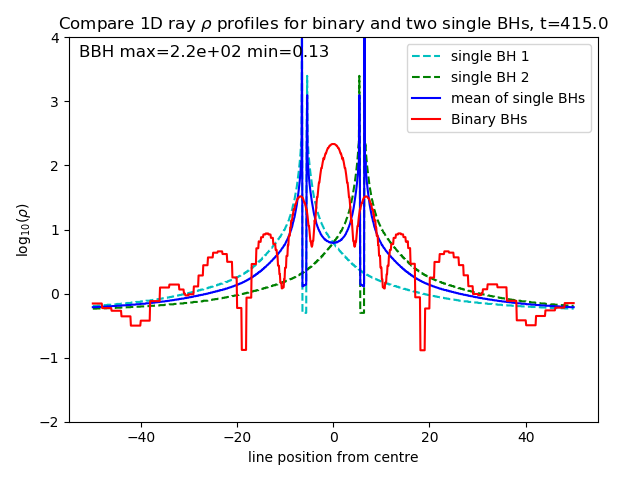 Compare 1D ray ρ profiles for binary and two single BHs, t=415.0
BBH max=2.2e+02 min=0.13
single BH 1
single BH 2
mean of single BHs
Binary BHs
log₁₀(ρ)
4
3
2
1
0
−1
−2
−40 −20 0 20 40
line position from centre